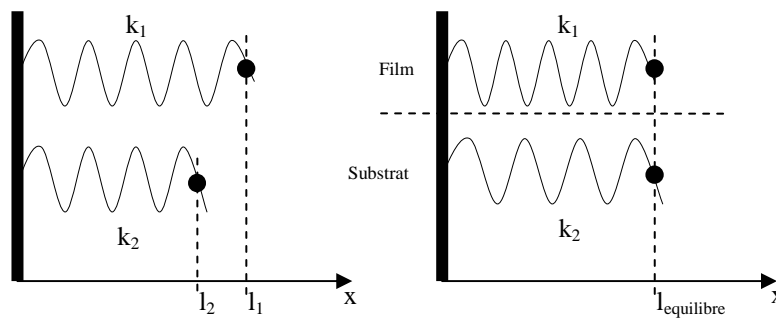 k₁
k₂
l₂ l₁ x
k₁
Film
Substrat
k₂
lequilibre x